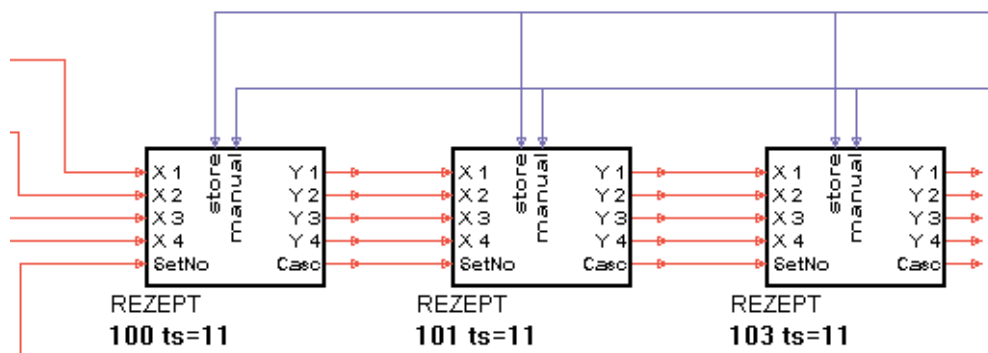 store manual
X 1 Y 1
X 2 Y 2
X 3 Y 3
X 4 Y 4
SetNo Casc
REZEPT
100 ts=11
store manual
X 1 Y 1
X 2 Y 2
X 3 Y 3
X 4 Y 4
SetNo Casc
REZEPT
101 ts=11
store manual
X 1 Y 1
X 2 Y 2
X 3 Y 3
X 4 Y 4
SetNo Casc
REZEPT
103 ts=11